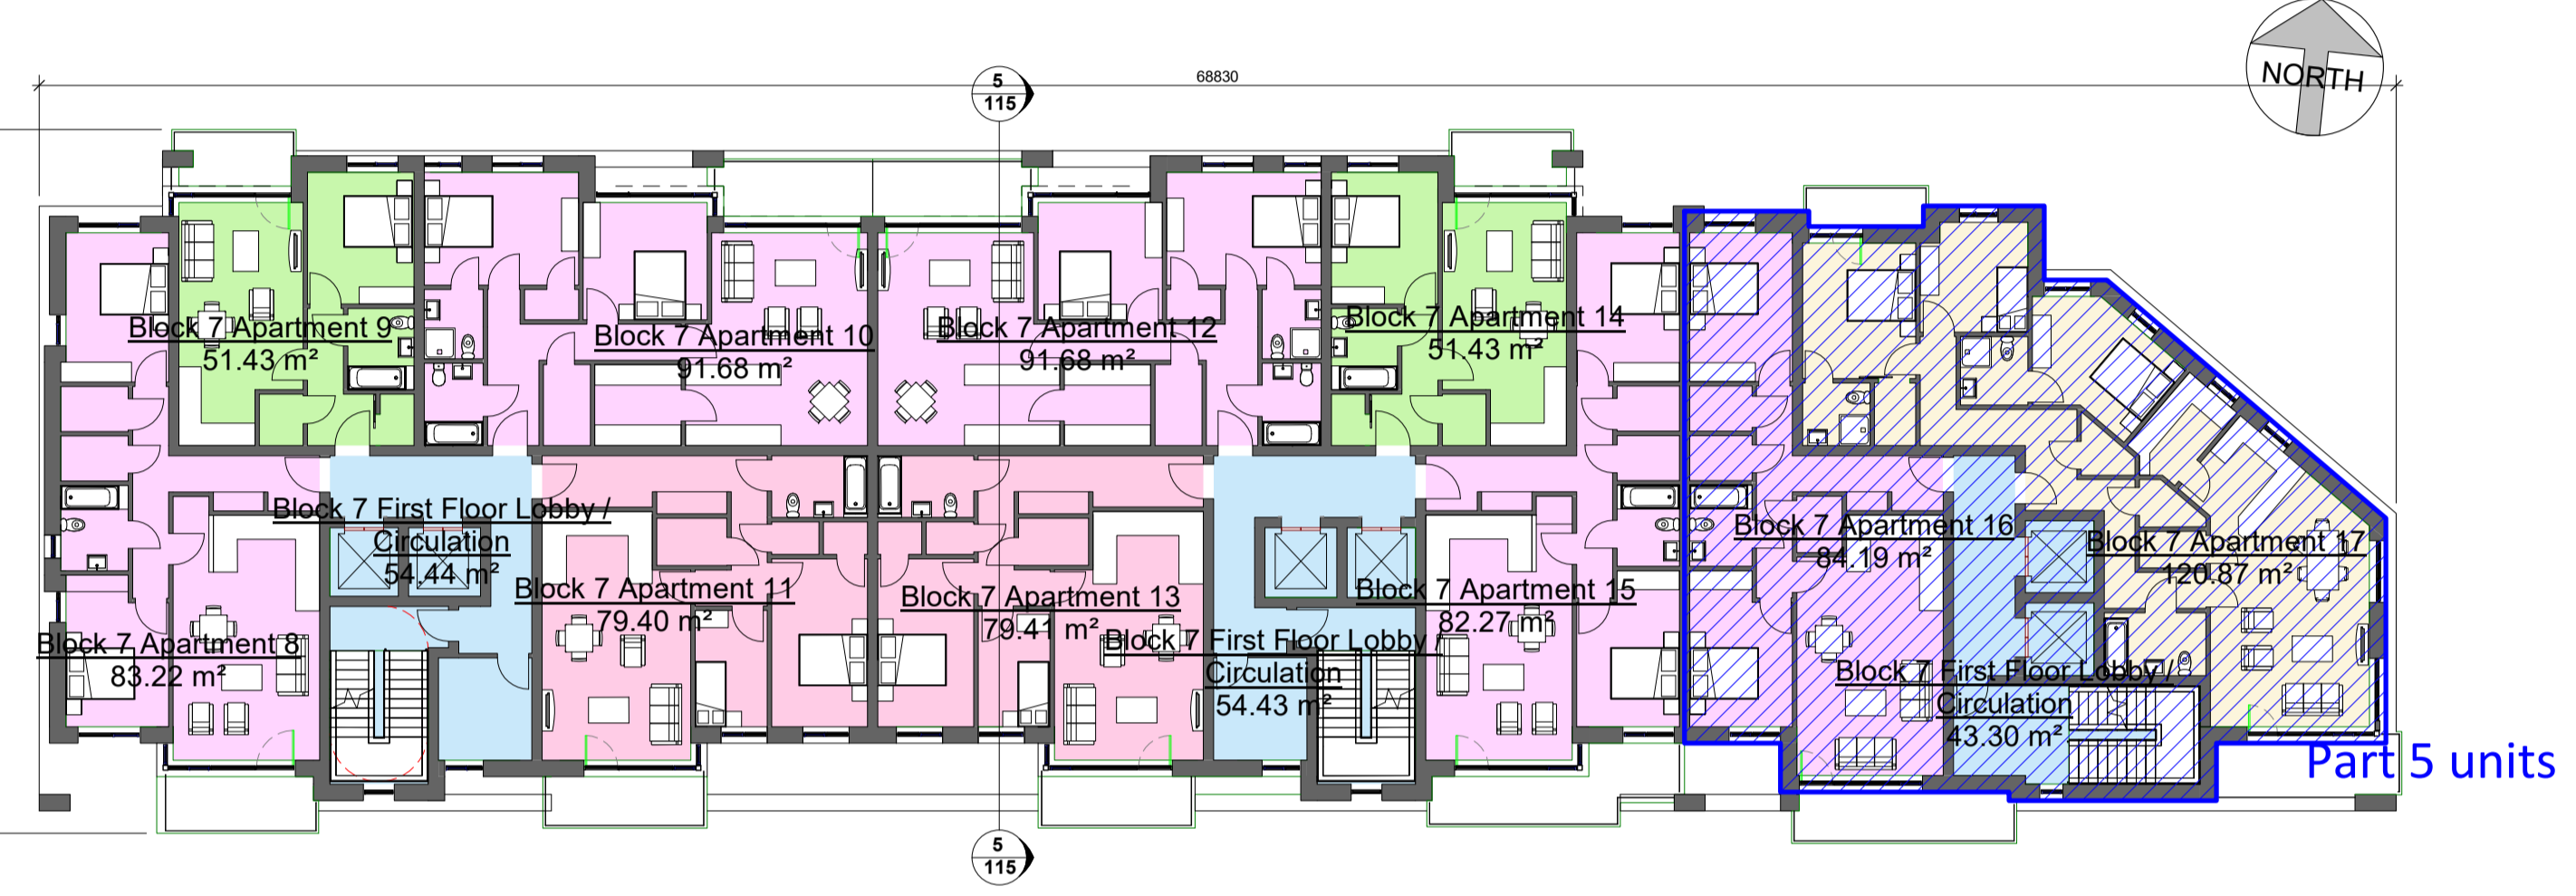 5
115
68830
NORTH
Block 7 Apartment 9
51.43 m²
Block 7 Apartment 10
91.68 m²
Block 7 Apartment 12
91.68 m²
Block 7 Apartment 14
51.43 m²
Block 7 First Floor Lobby /
Circulation
54.44 m²
Block 7 Apartment 16
84.19 m²
Block 7 Apartment 17
120.87 m²
Block 7 Apartment 11
79.40 m²
Block 7 Apartment 13
79.41 m²
Block 7 Apartment 15
82.27 m²
Block 7 Apartment 8
83.22 m²
Block 7 First Floor Lobby /
Circulation
54.43 m²
Block 7 First Floor Lobby /
Circulation
43.30 m²
Part 5 units
5
115